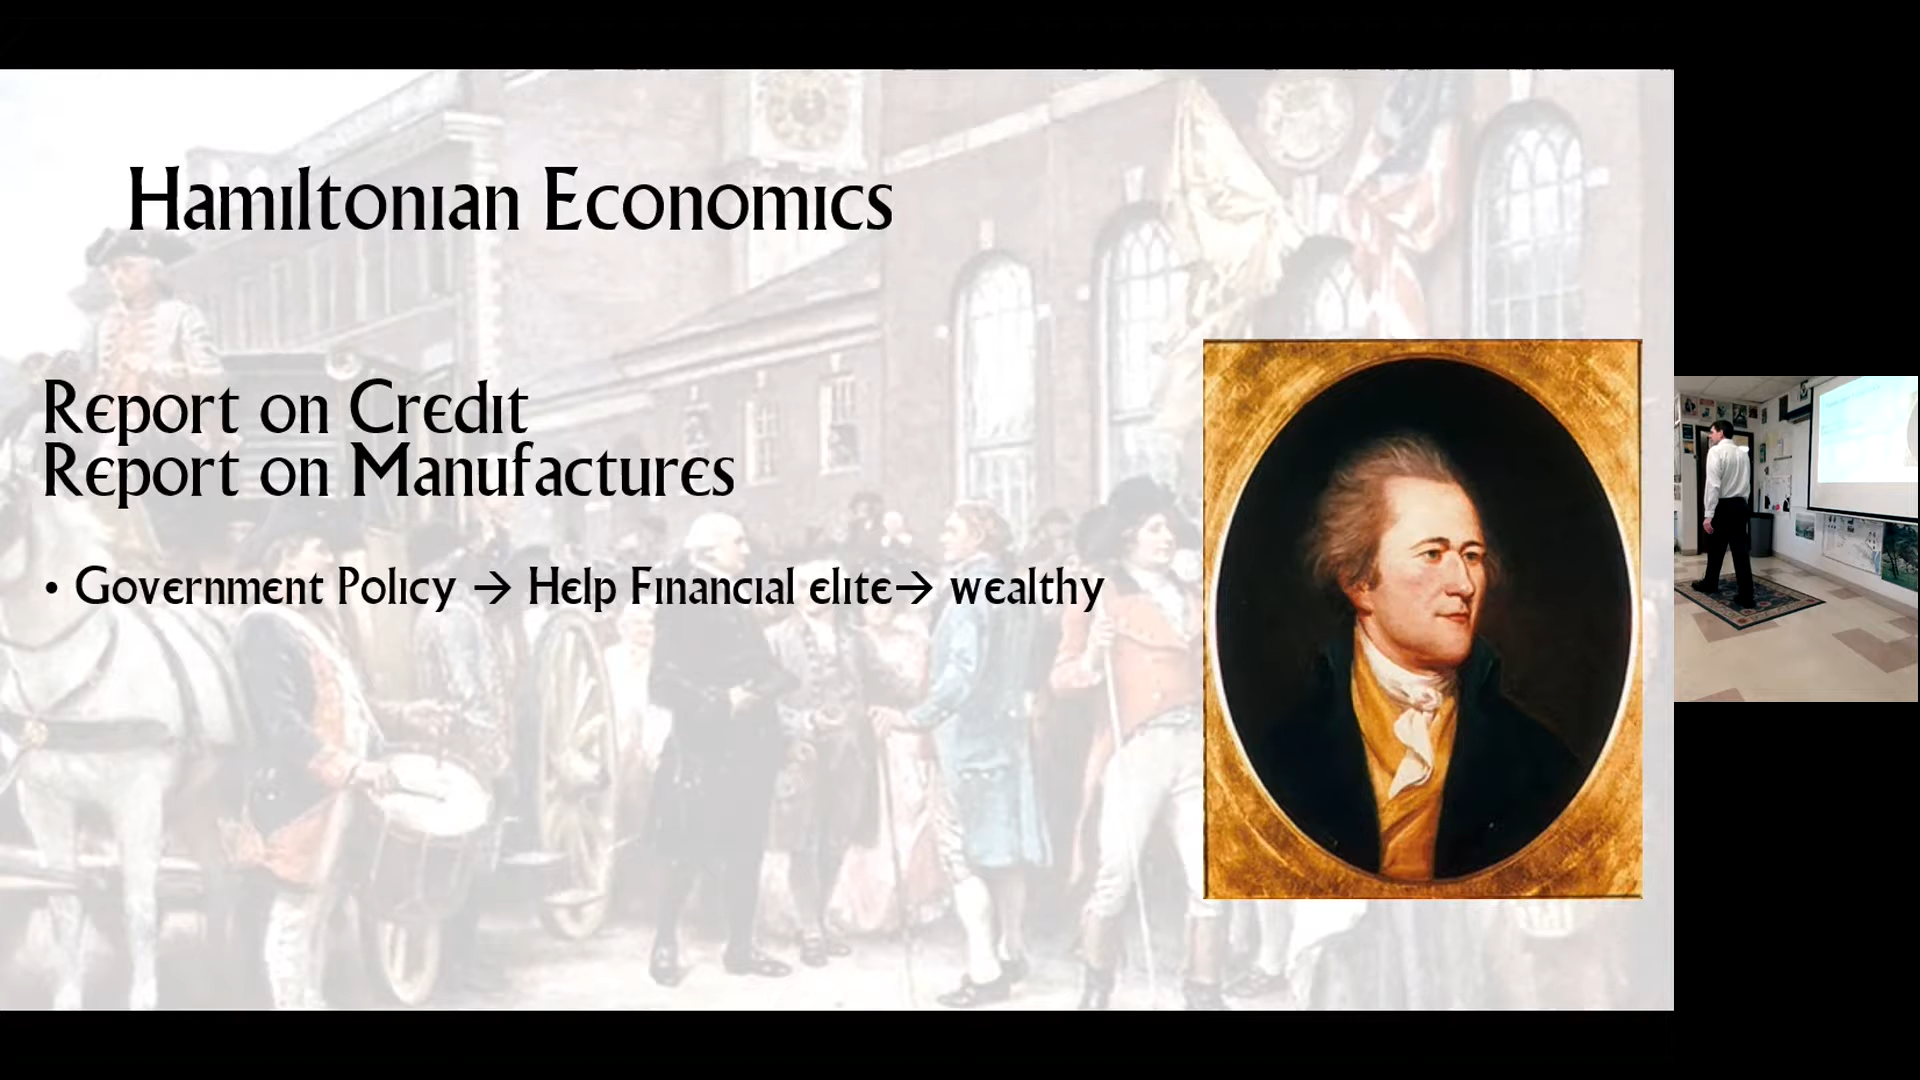 Hamiltonian Economics
Report on Credit
Report on Manufactures
• Government Policy → Help Financial elite→ wealthy